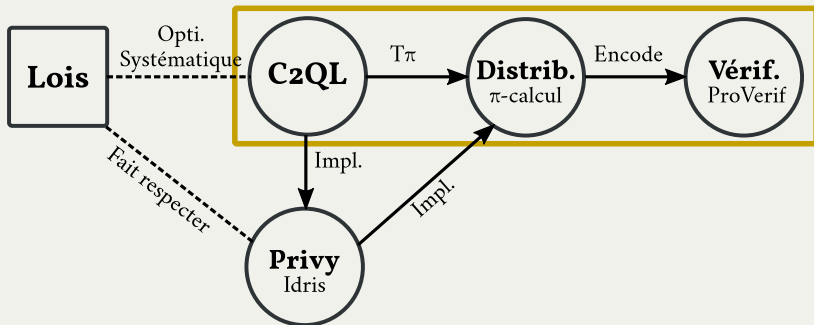 Opti.
Systématique
Lois
C2QL
Tπ
Distrib.
π-calcul
Encode
Vérif.
ProVerif
Fait respecter
Impl.
Impl.
Privy
Idris